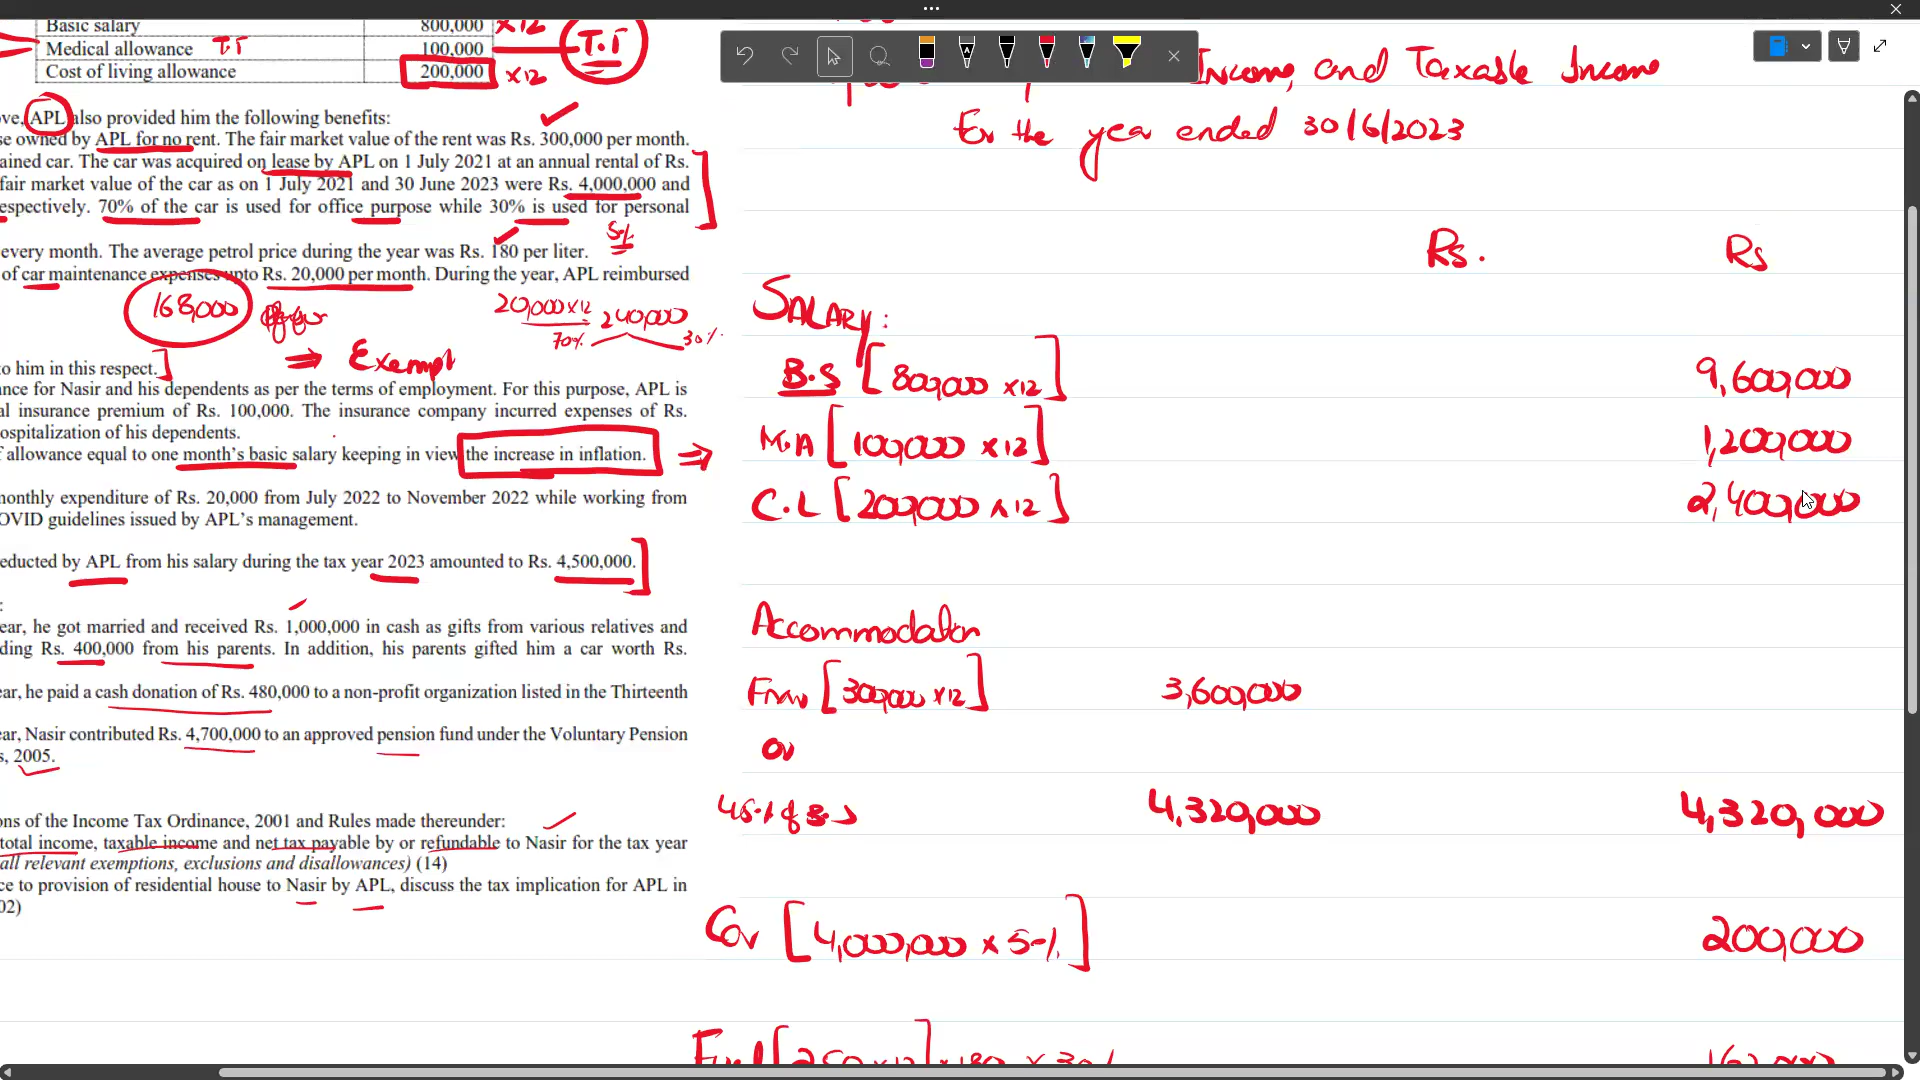 Basic salary 800,000 ×12
Medical allowance T.T 100,000 T.T
Cost of living allowance 200,000 ×12
ove, APL also provided him the following benefits:
se owned by APL for no rent. The fair market value of the rent was Rs. 300,000 per month.
ained car. The car was acquired on lease by APL on 1 July 2021 at an annual rental of Rs.
fair market value of the car as on 1 July 2021 and 30 June 2023 were Rs. 4,000,000 and
espectively. 70% of the car is used for office purpose while 30% is used for personal
5%
every month. The average petrol price during the year was Rs. 180 per liter.
of car maintenance expenses upto Rs. 20,000 per month. During the year, APL reimbursed
168,000 20,000×12 240,000
70% 30%
⇒ Exempt
to him in this respect.
nce for Nasir and his dependents as per the terms of employment. For this purpose, APL is
al insurance premium of Rs. 100,000. The insurance company incurred expenses of Rs.
ospitalization of his dependents.
f allowance equal to one month's basic salary keeping in view the increase in inflation. ⇒
monthly expenditure of Rs. 20,000 from July 2022 to November 2022 while working from
OVID guidelines issued by APL's management.
educted by APL from his salary during the tax year 2023 amounted to Rs. 4,500,000.
:
ear, he got married and received Rs. 1,000,000 in cash as gifts from various relatives and
ding Rs. 400,000 from his parents. In addition, his parents gifted him a car worth Rs.
ear, he paid a cash donation of Rs. 480,000 to a non-profit organization listed in the Thirteenth
ear, Nasir contributed Rs. 4,700,000 to an approved pension fund under the Voluntary Pension
s, 2005.
ons of the Income Tax Ordinance, 2001 and Rules made thereunder:
total income, taxable income and net tax payable by or refundable to Nasir for the tax year
all relevant exemptions, exclusions and disallowances) (14)
ce to provision of residential house to Nasir by APL, discuss the tax implication for APL in
02)
Income, and Taxable Income
For the year ended 30/6/2023
Rs. Rs
SALARY:
B.S [800,000 ×12] 9,600,000
M.A [100,000 ×12] 1,200,000
C.L [200,000 ×12] 2,400,000
Accommodation
Fmv [300,000 ×12] 3,600,000
Or
45% of B.S 4,320,000 4,320,000
Car [4,000,000 × 5%] 200,000